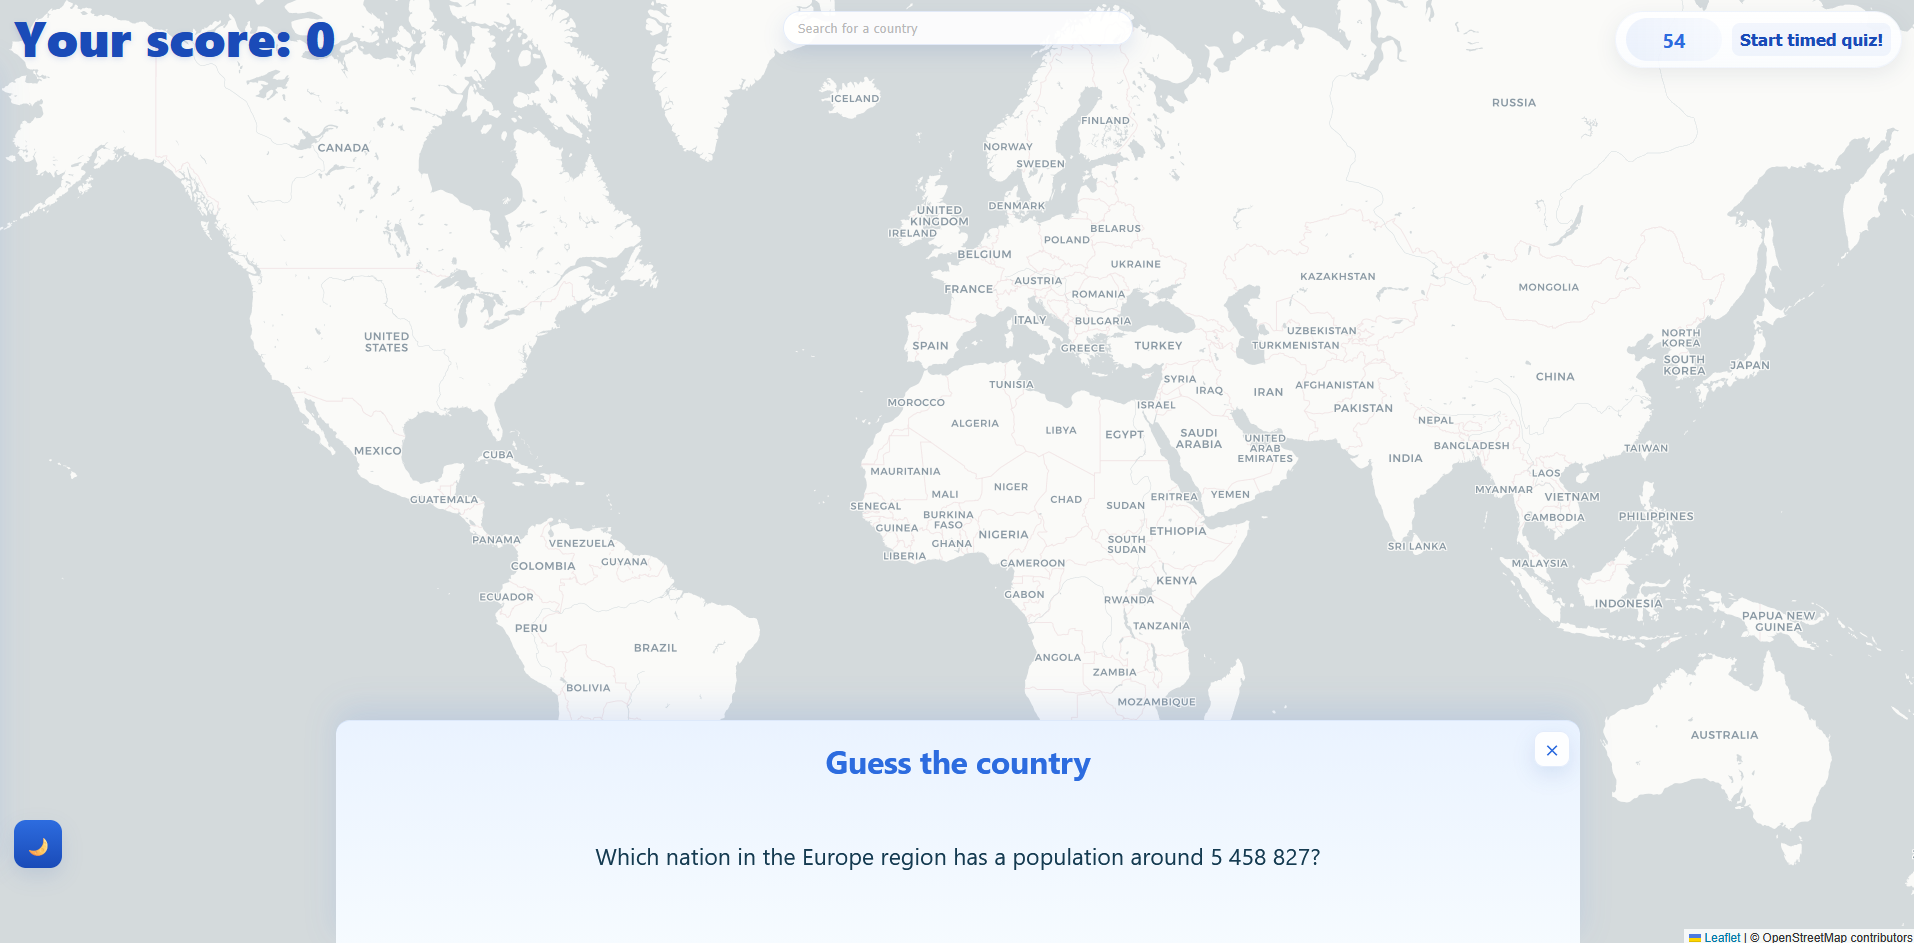 Your score: 0
Search for a country
54
Start timed quiz!
ICELAND
RUSSIA
FINLAND
CANADA
NORWAY
SWEDEN
DENMARK
UNITED
KINGDOM
IRELAND
BELARUS
POLAND
BELGIUM
UKRAINE
AUSTRIA
KAZAKHSTAN
FRANCE
ROMANIA
MONGOLIA
ITALY
BULGARIA
UZBEKISTAN
UNITED
STATES
SPAIN
GREECE
TURKEY
TURKMENISTAN
NORTH
KOREA
SOUTH
KOREA
JAPAN
CHINA
TUNISIA
SYRIA
IRAQ
IRAN
AFGHANISTAN
MOROCCO
ISRAEL
PAKISTAN
ALGERIA
LIBYA
EGYPT
SAUDI
ARABIA
NEPAL
UNITED
ARAB
EMIRATES
BANGLADESH
TAIWAN
MEXICO
CUBA
INDIA
MAURITANIA
LAOS
NIGER
MYANMAR
GUATEMALA
MALI
CHAD
ERITREA
YEMEN
VIETNAM
SENEGAL
SUDAN
BURKINA
FASO
CAMBODIA
PHILIPPINES
GUINEA
NIGERIA
ETHIOPIA
PANAMA
VENEZUELA
GHANA
SOUTH
SUDAN
SRI LANKA
LIBERIA
COLOMBIA
GUYANA
CAMEROON
MALAYSIA
KENYA
ECUADOR
GABON
RWANDA
INDONESIA
PERU
TANZANIA
PAPUA NEW
GUINEA
BRAZIL
ANGOLA
ZAMBIA
BOLIVIA
MOZAMBIQUE
AUSTRALIA
Guess the country
×
Which nation in the Europe region has a population around 5 458 827?
Leaflet | © OpenStreetMap contributors